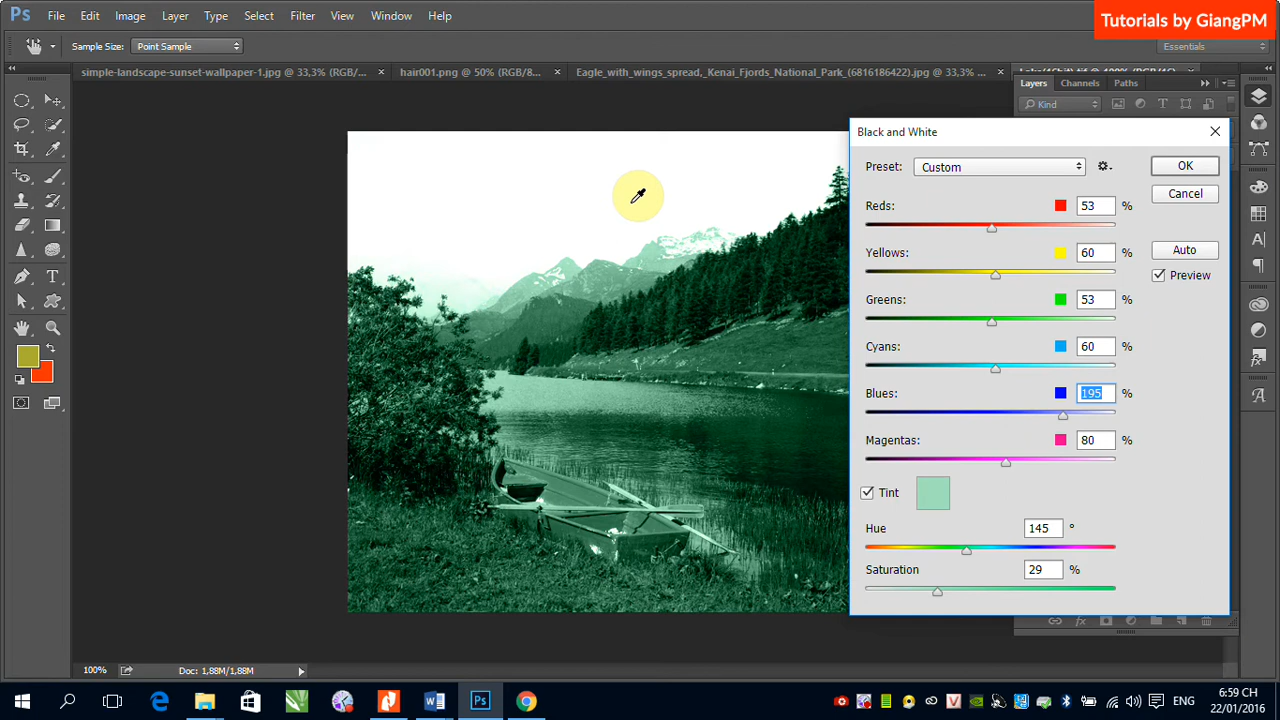 Ps File Edit Image Layer Type Select Filter View Window Help
Tutorials by GiangPM
Sample Size: Point Sample
Essentials
simple-landscape-sunset-wallpaper-1.jpg @ 33,3% (RGB/... × hair001.png @ 50% (RGB/8... × Eagle_with_wings_spread,_Kenai_Fjords_National_Park_(6816186422).jpg @ 33,3% ... ×
Layers Channels Paths
Kind
Black and White
Preset: Custom
OK
Cancel
Auto
Preview
Reds: 53 %
Yellows: 60 %
Greens: 53 %
Cyans: 60 %
Blues: 195 %
Magentas: 80 %
Tint
Hue 145 °
Saturation 29 %
100% Doc: 1,88M/1,88M
ENG
6:59 CH
22/01/2016